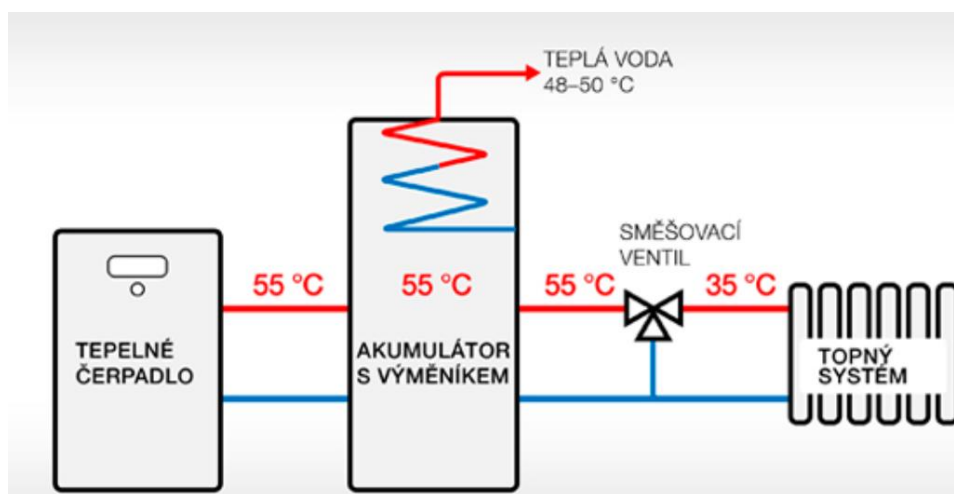 TEPLÁ VODA
48–50 °C
SMĚŠOVACÍ
VENTIL
55 °C
55 °C
55 °C
35 °C
TEPELNÉ
ČERPADLO
AKUMULÁTOR
S VÝMĚNÍKEM
TOPNÝ
SYSTÉM